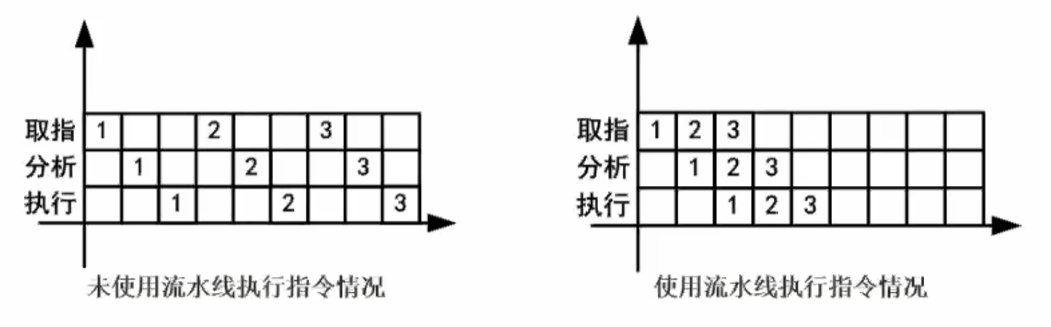 取指 1 2 3
分析 1 2 3
执行 1 2 3
未使用流水线执行指令情况
取指 1 2 3
分析 1 2 3
执行 1 2 3
使用流水线执行指令情况